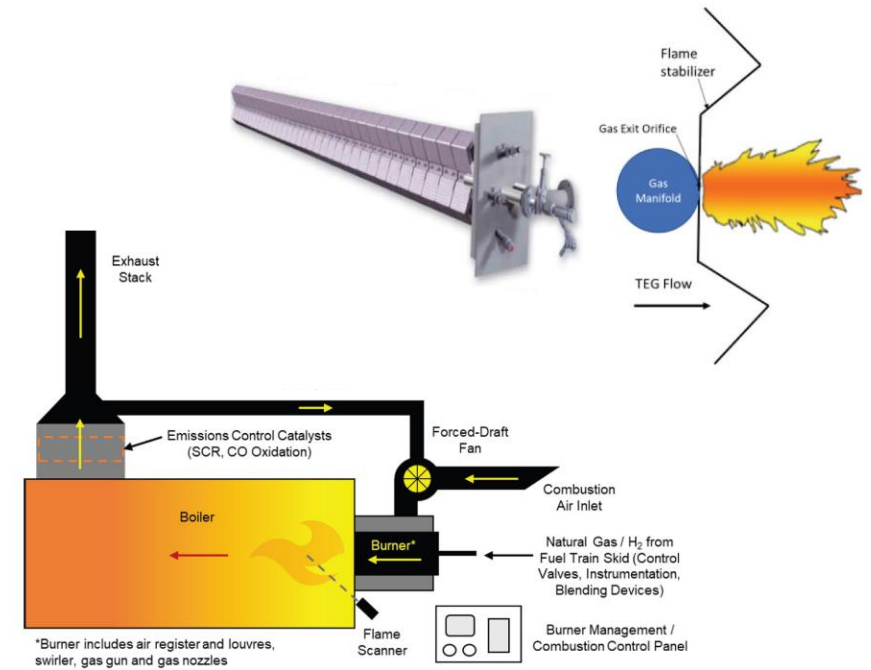 Flame
stabilizer
Gas Exit Orifice
Gas
Manifold
TEG Flow
Exhaust
Stack
Emissions Control Catalysts
(SCR, CO Oxidation)
Forced-Draft
Fan
Combustion
Air Inlet
Boiler
Burner*
Natural Gas / H₂ from
Fuel Train Skid (Control
Valves, Instrumentation,
Blending Devices)
Flame
Scanner
Burner Management /
Combustion Control Panel
*Burner includes air register and louvres,
swirler, gas gun and gas nozzles